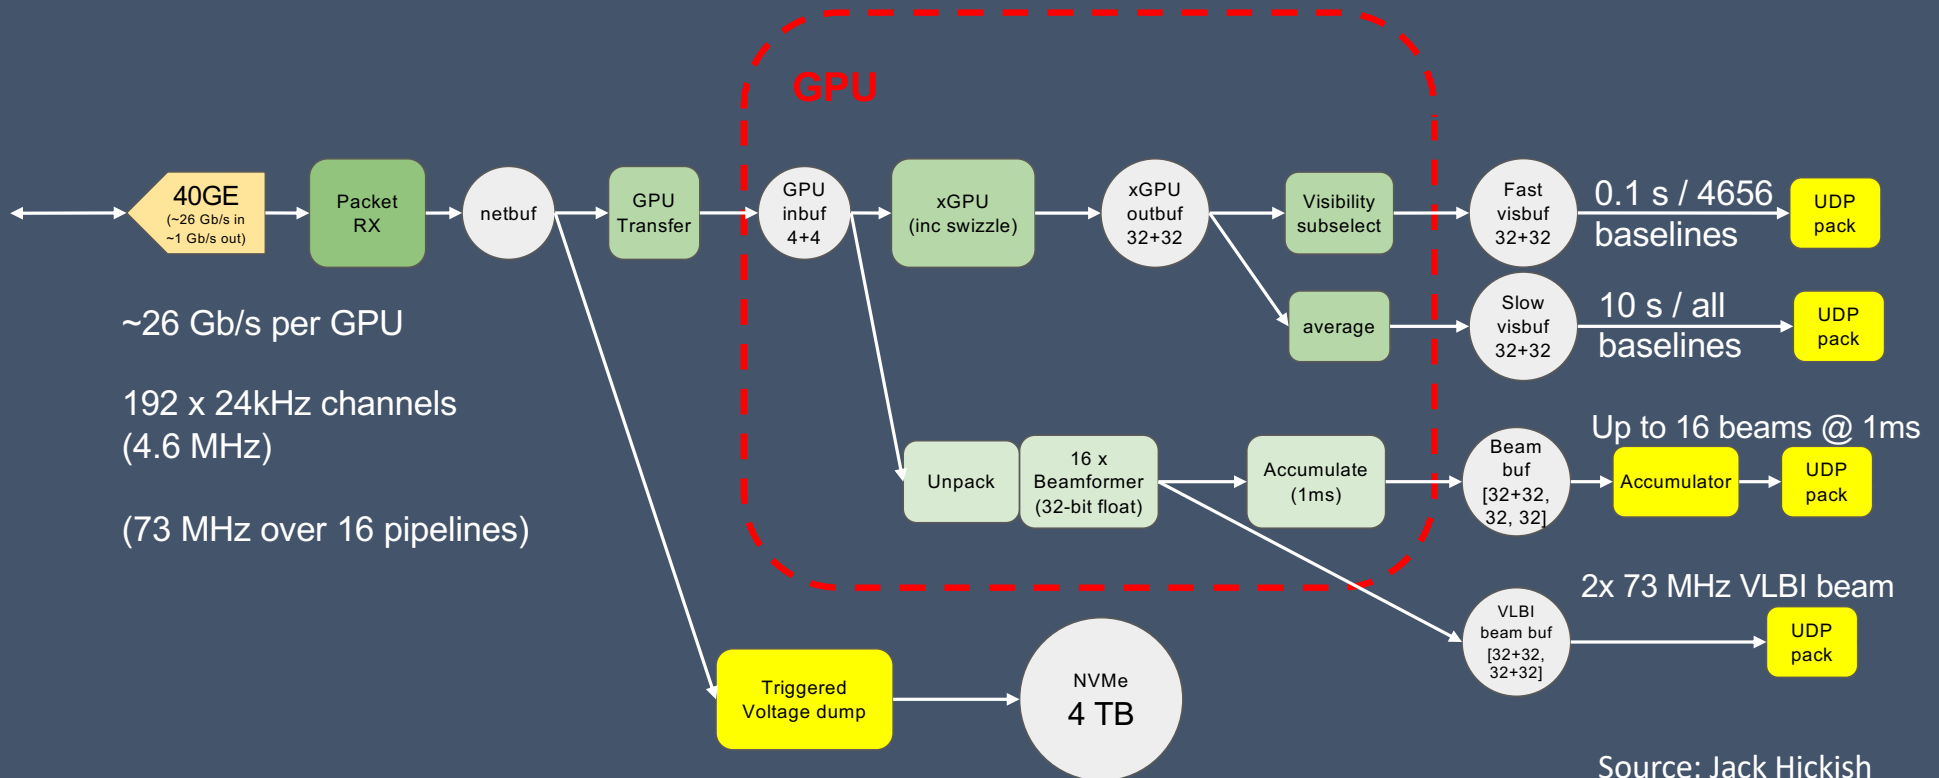 GPU
40GE
(~26 Gb/s in
~1 Gb/s out)
Packet
RX
netbuf
GPU
Transfer
GPU
inbuf
4+4
xGPU
(inc swizzle)
xGPU
outbuf
32+32
Visibility
subselect
Fast
visbuf
32+32
0.1 s / 4656
baselines
UDP
pack
average
Slow
visbuf
32+32
10 s / all
baselines
UDP
pack
~26 Gb/s per GPU
192 x 24kHz channels
(4.6 MHz)
(73 MHz over 16 pipelines)
Unpack
16 x
Beamformer
(32-bit float)
Accumulate
(1ms)
Beam
buf
[32+32,
32, 32]
Up to 16 beams @ 1ms
Accumulator
UDP
pack
VLBI
beam buf
[32+32,
32+32]
2x 73 MHz VLBI beam
UDP
pack
Triggered
Voltage dump
NVMe
4 TB
Source: Jack Hickish